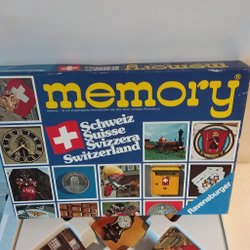 memory®
Schweiz
Suisse
Svizzera
Switzerland
Ravensburger